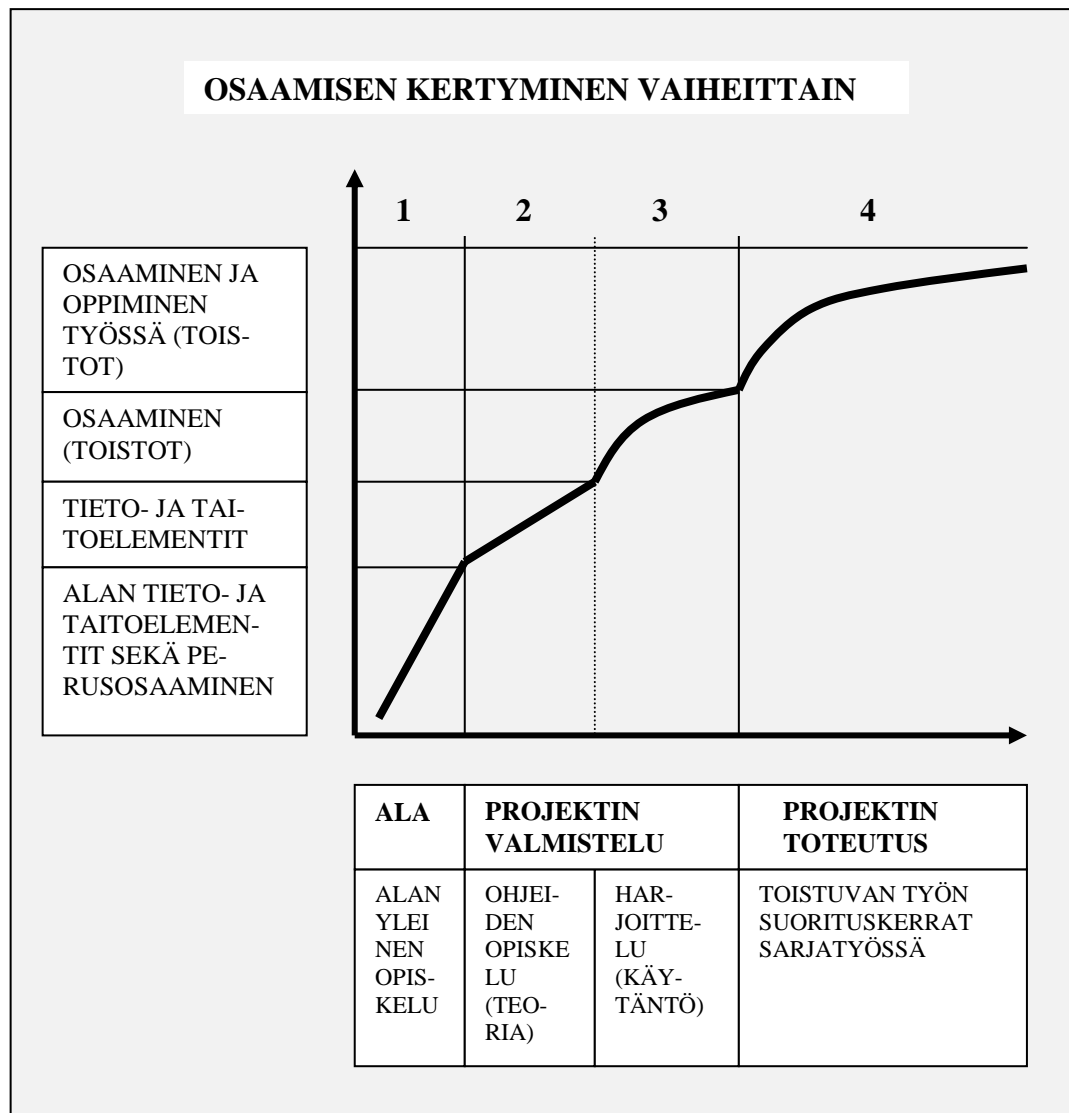 OSAAMISEN KERTYMINEN VAIHEITTAIN
1 2 3 4
OSAAMINEN JA
OPPIMINEN
TYÖSSÄ (TOIS-
TOT)
OSAAMINEN
(TOISTOT)
TIETO- JA TAI-
TOELEMENTIT
ALAN TIETO- JA
TAITOELEMEN-
TIT SEKÄ PE-
RUSOSAAMINEN
ALA
PROJEKTIN
VALMISTELU
PROJEKTIN
TOTEUTUS
ALAN
YLEI
NEN
OPIS-
KELU
OHJEI-
DEN
OPISKE
LU
(TEO-
RIA)
HAR-
JOITTE-
LU
(KÄY-
TÄNTÖ)
TOISTUVAN TYÖN
SUORITUSKERRAT
SARJATYÖSSÄ